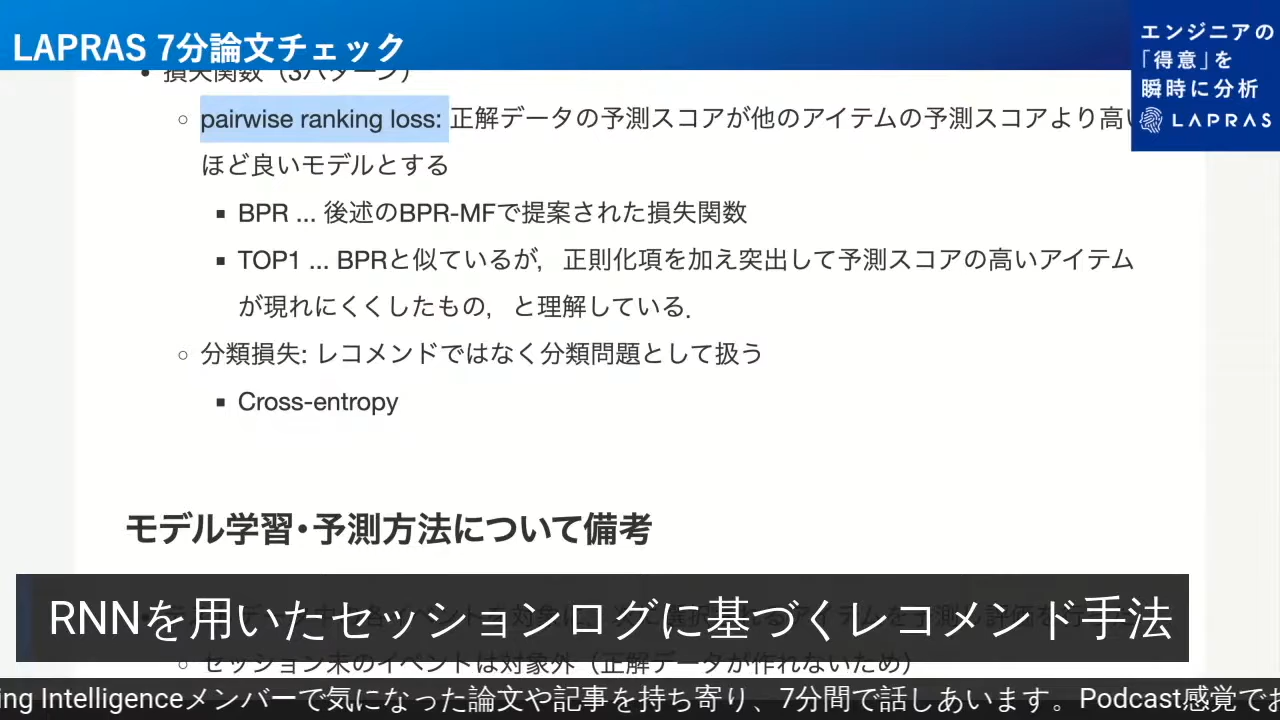 LAPRAS 7分論文チェック
エンジニアの
「得意」を
瞬時に分析
LAPRAS
損失関数（3パターン）
pairwise ranking loss: 正解データの予測スコアが他のアイテムの予測スコアより高い
ほど良いモデルとする
BPR ... 後述のBPR-MFで提案された損失関数
TOP1 ... BPRと似ているが，正則化項を加え突出して予測スコアの高いアイテム
が現れにくくしたもの，と理解している．
分類損失: レコメンドではなく分類問題として扱う
Cross-entropy
モデル学習・予測方法について備考
RNNを用いたセッションログに基づくレコメンド手法
セッション末のイベントは対象外（正解データが作れないため）
ing Intelligenceメンバーで気になった論文や記事を持ち寄り、7分間で話しあいます。Podcast感覚でお